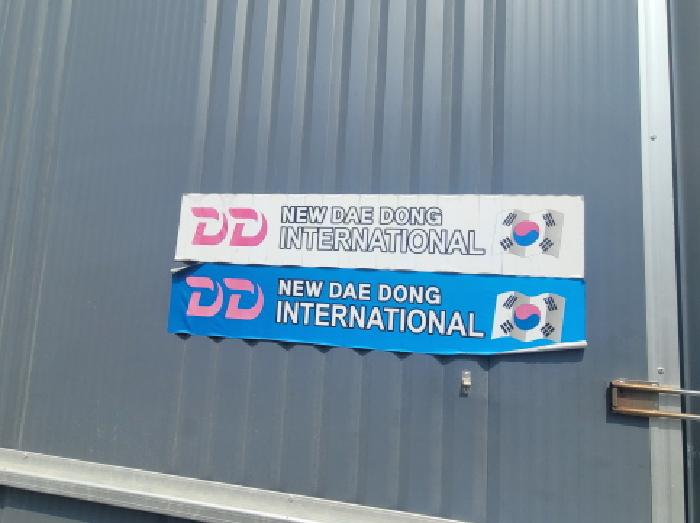 DD NEW DAE DONG
INTERNATIONAL
DD NEW DAE DONG
INTERNATIONAL